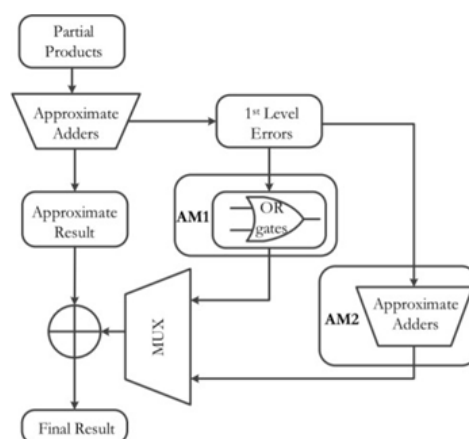 Partial
Products
Approximate
Adders
1st Level
Errors
Approximate
Result
AM1
OR
gates
AM2
Approximate
Adders
MUX
Final Result